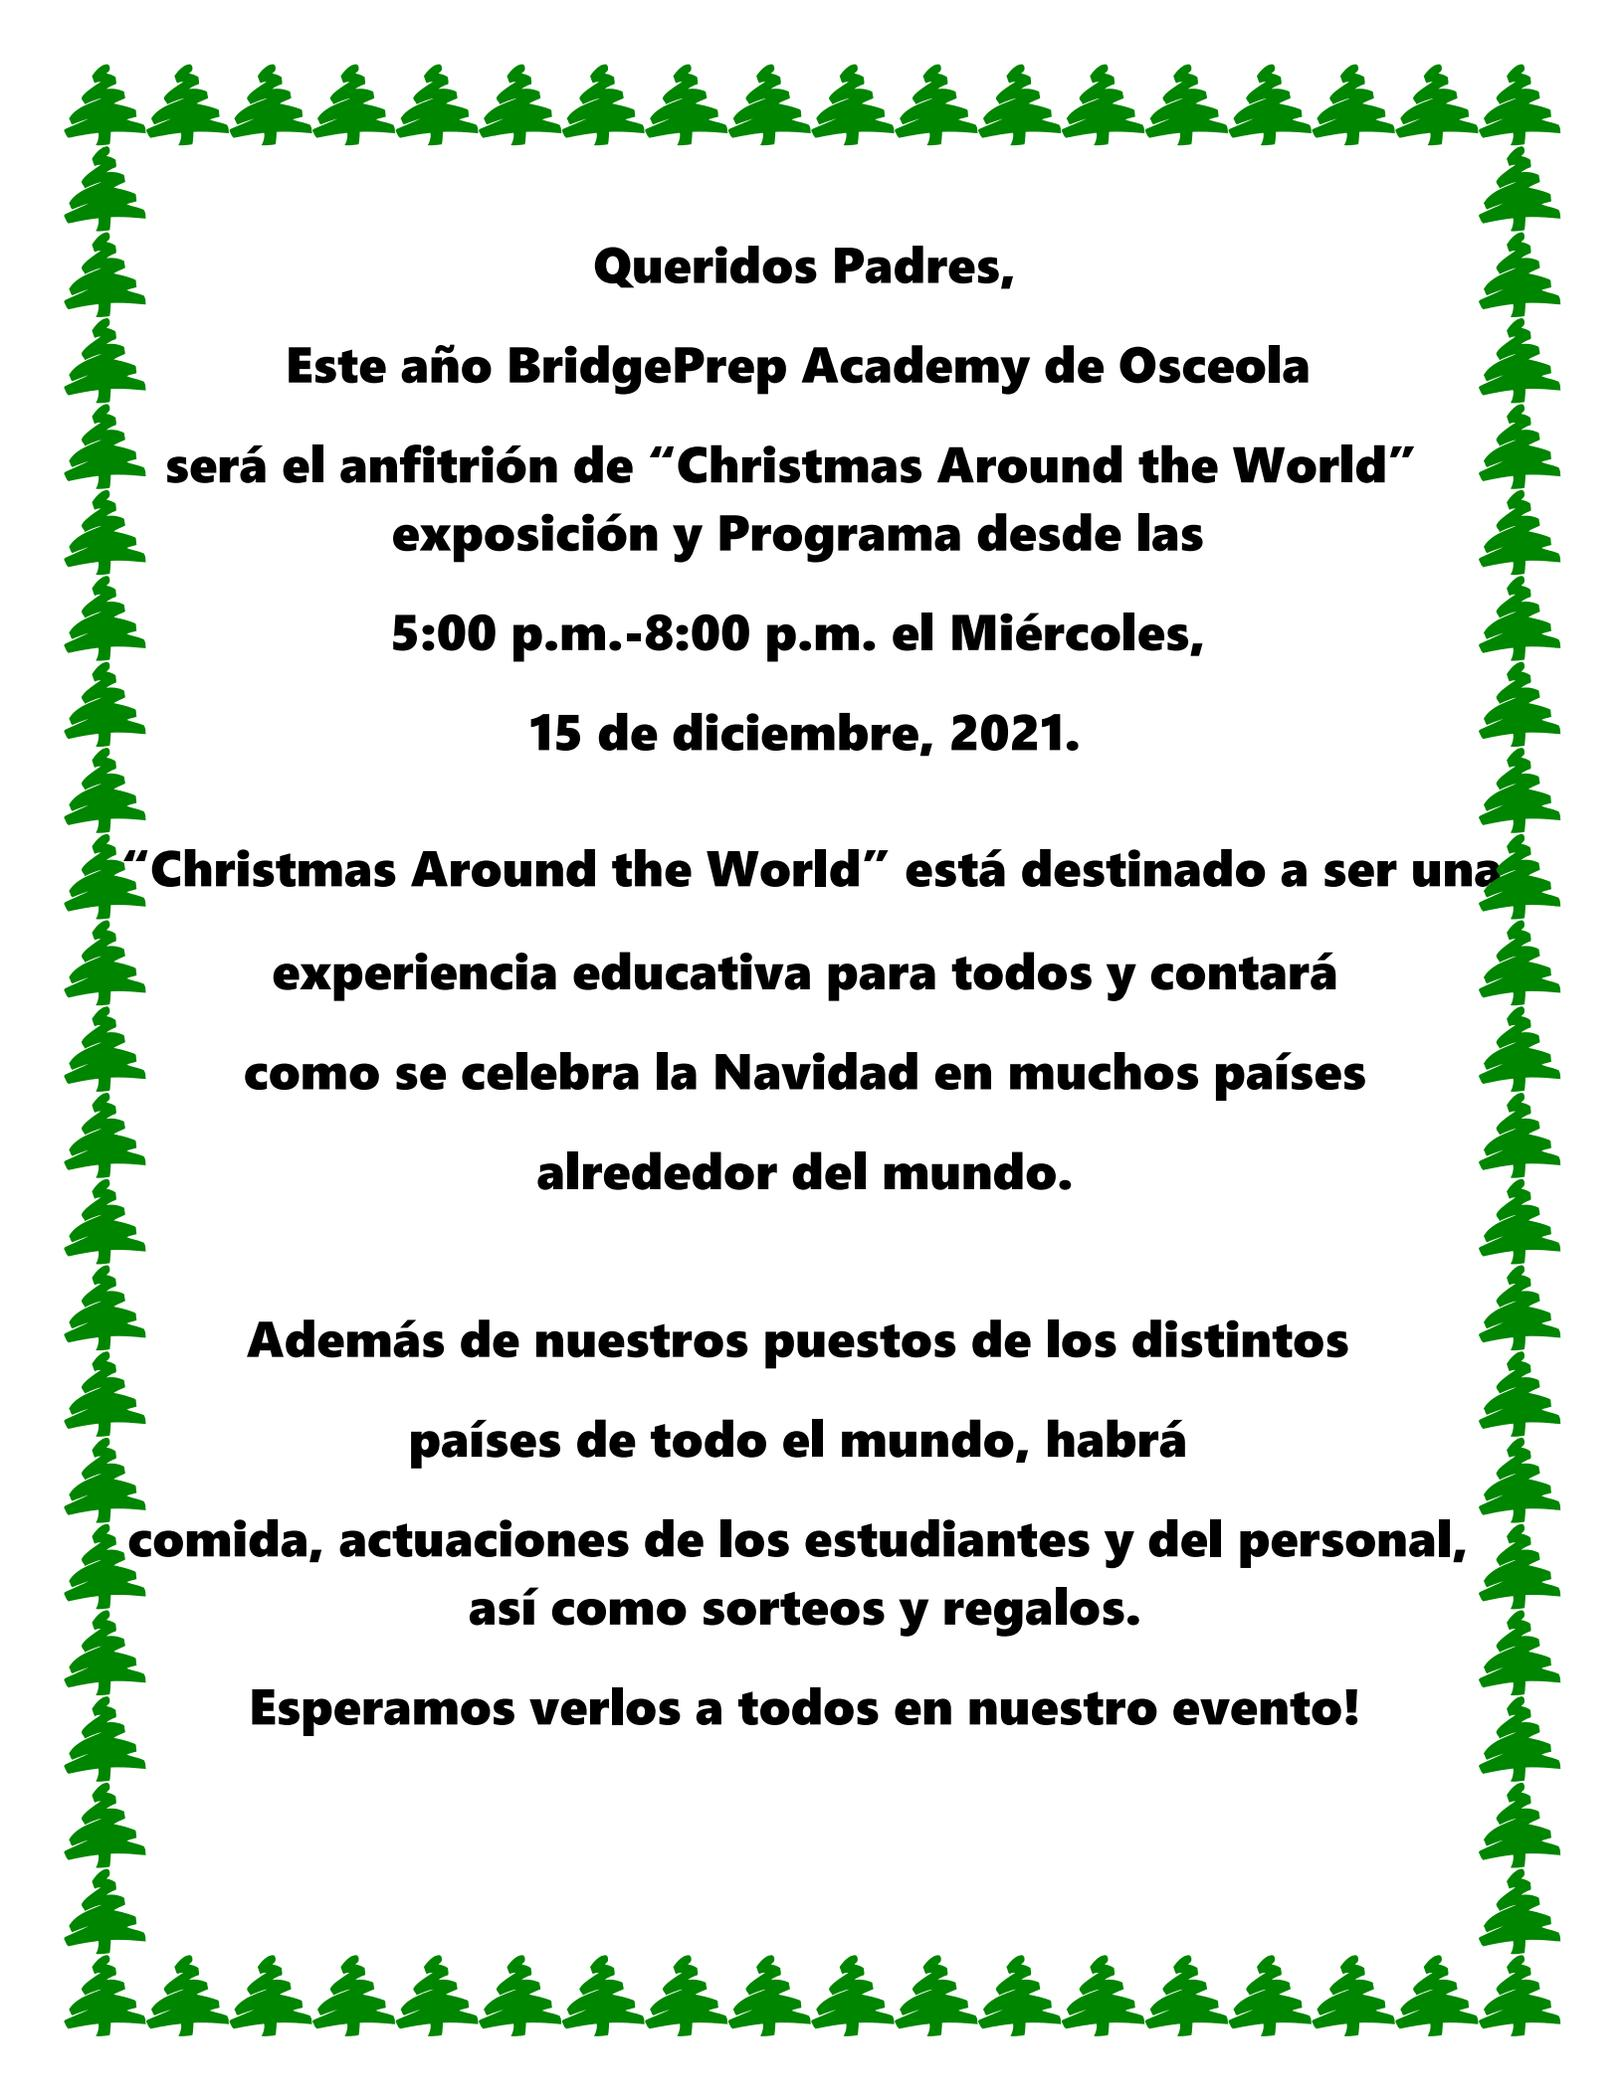 Queridos Padres,
Este año BridgePrep Academy de Osceola
será el anfitrión de “Christmas Around the World”
exposición y Programa desde las
5:00 p.m.-8:00 p.m. el Miércoles,
15 de diciembre, 2021.
“Christmas Around the World” está destinado a ser una
experiencia educativa para todos y contará
como se celebra la Navidad en muchos países
alrededor del mundo.
Además de nuestros puestos de los distintos
países de todo el mundo, habrá
comida, actuaciones de los estudiantes y del personal,
así como sorteos y regalos.
Esperamos verlos a todos en nuestro evento!